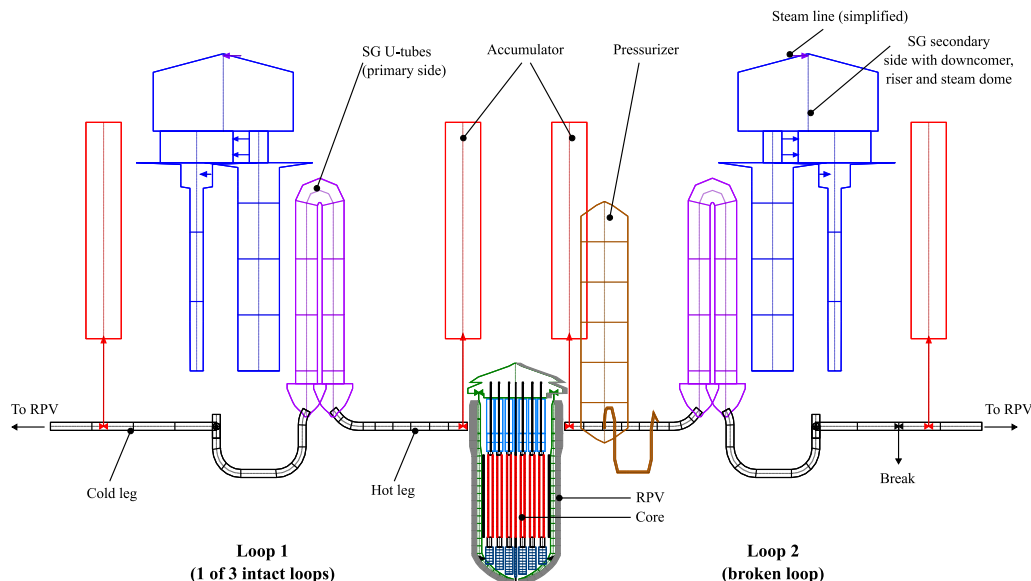 Steam line (simplified)
SG U-tubes
(primary side)
Accumulator
Pressurizer
SG secondary
side with downcomer,
riser and steam dome
To RPV
To RPV
Cold leg
Hot leg
RPV
Core
Break
Loop 1
(1 of 3 intact loops)
Loop 2
(broken loop)